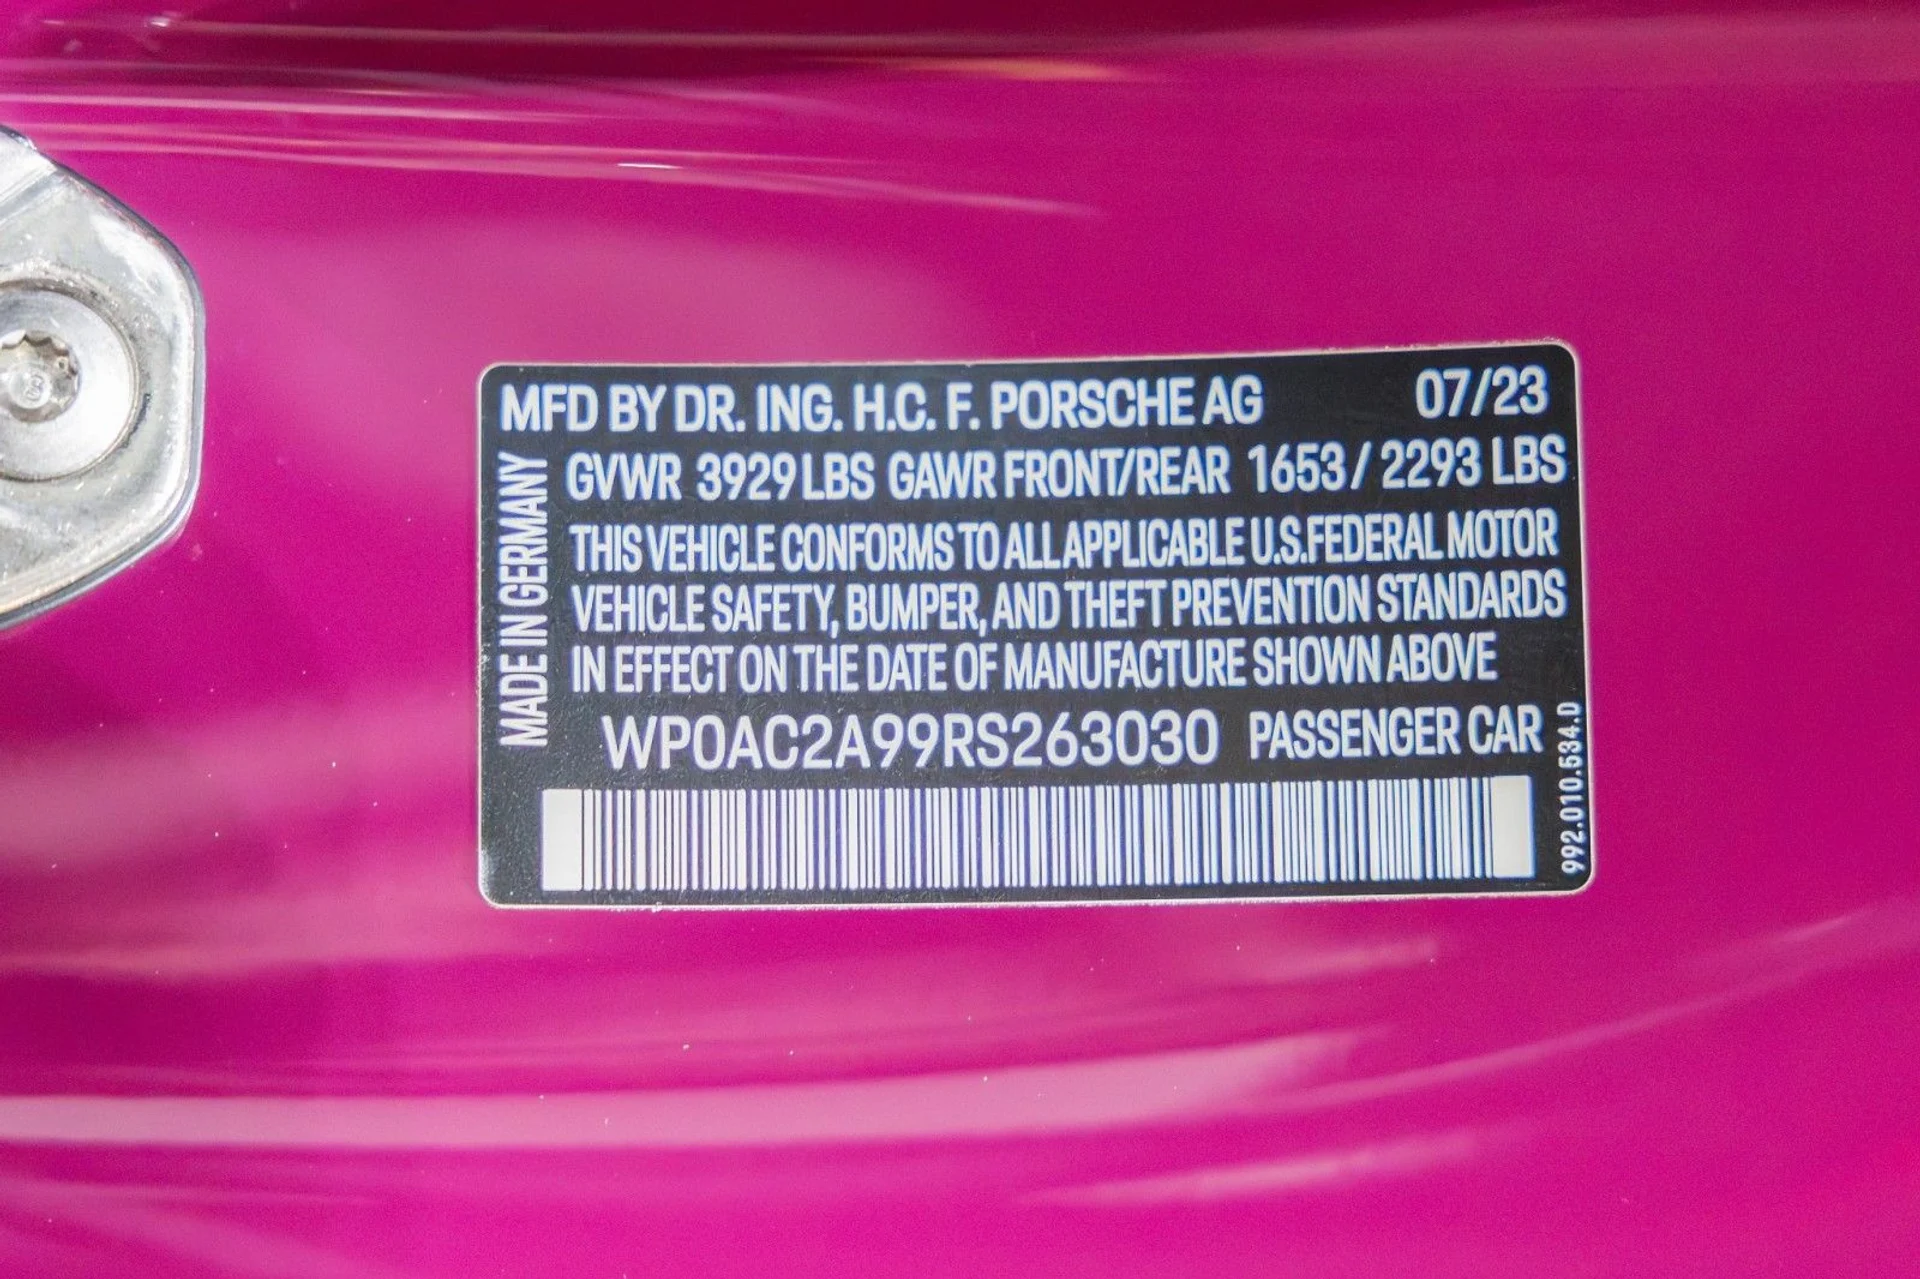 MFD BY DR. ING. H.C. F. PORSCHE AG 07/23
GVWR 3929 LBS GAWR FRONT/REAR 1653 / 2293 LBS
THIS VEHICLE CONFORMS TO ALL APPLICABLE U.S. FEDERAL MOTOR
VEHICLE SAFETY, BUMPER, AND THEFT PREVENTION STANDARDS
IN EFFECT ON THE DATE OF MANUFACTURE SHOWN ABOVE
WP0AC2A99RS263030 PASSENGER CAR
MADE IN GERMANY
992.010.534.D